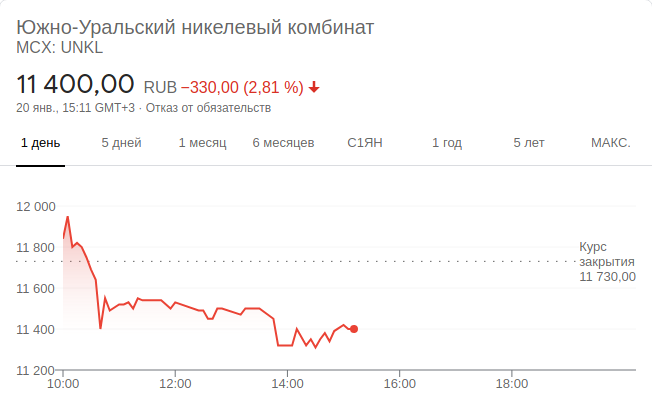 Южно-Уральский никелевый комбинат
MCX: UNKL
11 400,00 RUB −330,00 (2,81 %)
20 янв., 15:11 GMT+3 · Отказ от обязательств
1 день 5 дней 1 месяц 6 месяцев С1ЯН 1 год 5 лет МАКС.
12 000
11 800
11 600
11 400
11 200
Курс
закрытия
11 730,00
10:00 12:00 14:00 16:00 18:00